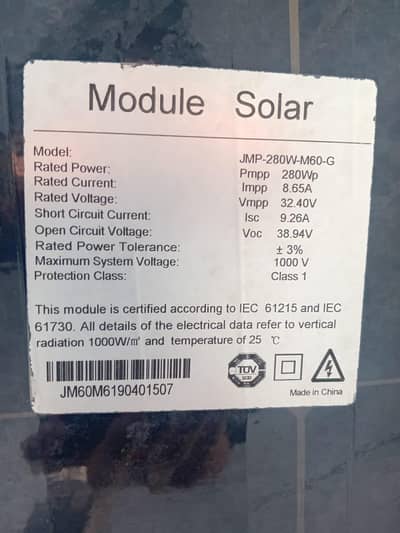 Module Solar
Model: JMP-280W-M60-G
Rated Power: Pmpp 280Wp
Rated Current: Impp 8.65A
Rated Voltage: Vmpp 32.40V
Short Circuit Current: Isc 9.26A
Open Circuit Voltage: Voc 38.94V
Rated Power Tolerance: ± 3%
Maximum System Voltage: 1000 V
Protection Class: Class 1
This module is certified according to IEC 61215 and IEC
61730. All details of the electrical data refer to vertical
radiation 1000W/㎡ and temperature of 25 ℃
JM60M6190401507
TÜV
Made in China